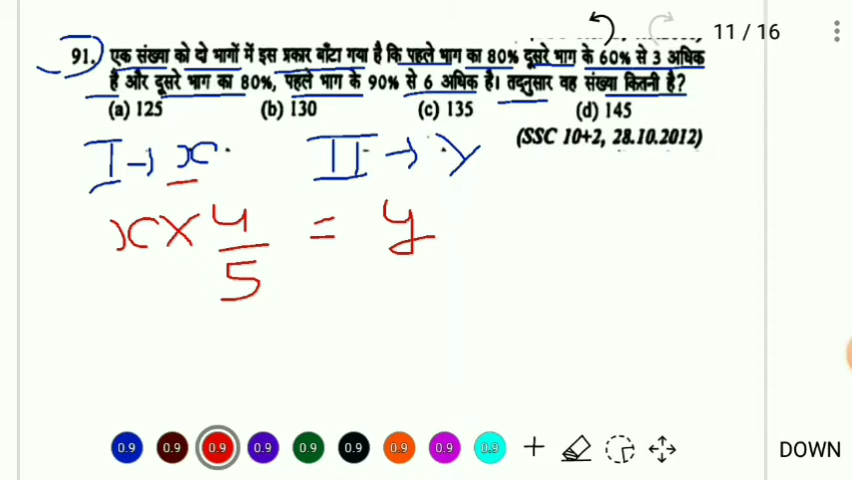 11 / 16
91. एक संख्या को दो भागों में इस प्रकार बाँटा गया है कि पहले भाग का 80% दूसरे भाग के 60% से 3 अधिक
है और दूसरे भाग का 80%, पहले भाग के 90% से 6 अधिक है। तद्नुसार वह संख्या कितनी है?
(a) 125 (b) 130 (c) 135 (d) 145
(SSC 10+2, 28.10.2012)
I → x II → y
x × 4/5 = y
0.9 0.9 0.9 0.9 0.9 0.9 0.9 0.9 0.9 DOWN